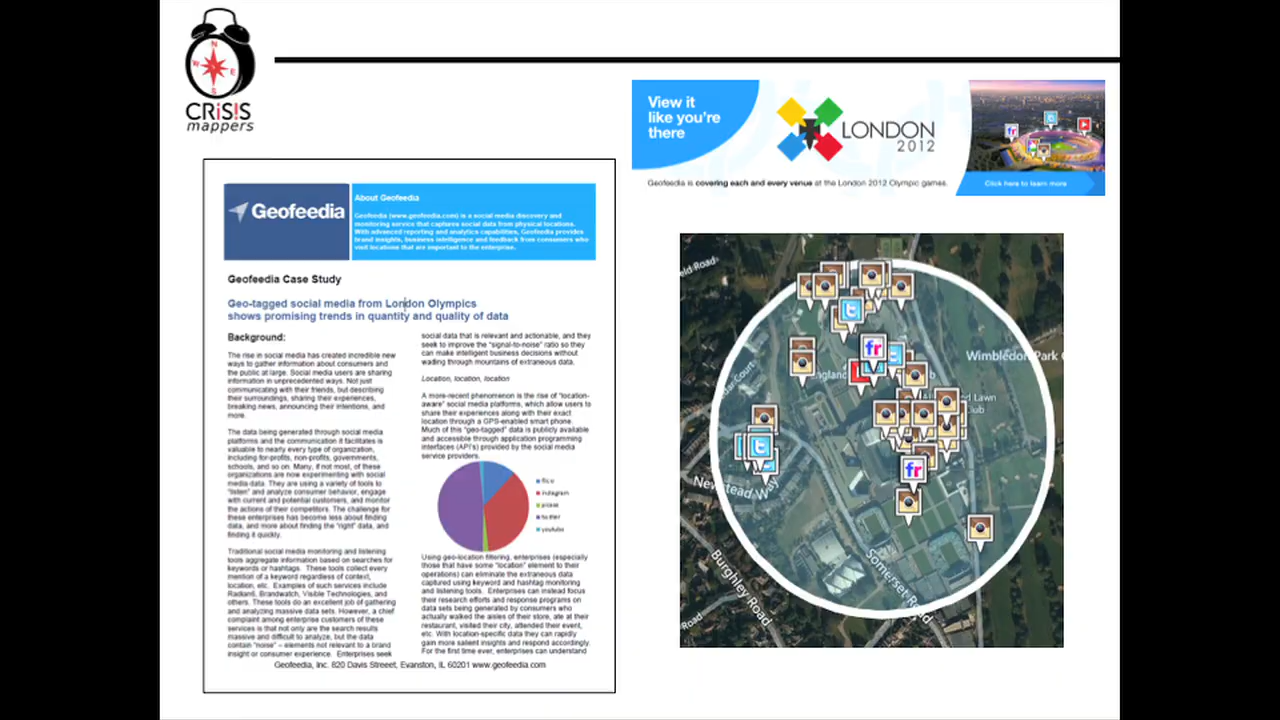 N
W
E
S
CRiS!S
mappers
View it
like you're
there
LONDON
2012
Geofeedia is covering each and every venue at the London 2012 Olympic games.
Click here to learn more
Geofeedia
About Geofeedia
Geofeedia (www.geofeedia.com) is a social media discovery and
monitoring service that captures social data from physical locations.
With advanced reporting and analytics capabilities, Geofeedia provides
brand insights, business intelligence and feedback from consumers who
visit locations that are important to the enterprise.
Geofeedia Case Study
Geo-tagged social media from London Olympics
shows promising trends in quantity and quality of data
Background:
The rise in social media has created incredible new
ways to gather information about consumers and
the public at large. Social media users are sharing
information in unprecedented ways. Not just
communicating with their friends, but describing
their surroundings, sharing their experiences,
breaking news, announcing their intentions, and
more.
The data being generated through social media
platforms and the communication it facilitates is
valuable to nearly every type of organization,
including for-profits, non-profits, governments,
schools, and so on. Many, if not most, of these
organizations are now experimenting with social
media data. They are using a variety of tools to
"listen" and analyze consumer behavior, engage
with current and potential customers, and monitor
the actions of their competitors. The challenge for
these enterprises has become less about finding
data, and more about finding the "right" data, and
finding it quickly.
Traditional social media monitoring and listening
tools aggregate information based on searches for
keywords or hashtags. These tools collect every
mention of a keyword regardless of context,
location, etc. Examples of such services include
Radian6, Brandwatch, Visible Technologies, and
others. These tools do an excellent job of gathering
and analyzing massive data sets. However, a chief
complaint among enterprise customers of these
services is that not only are the search results
massive and difficult to analyze, but the data
contain "noise" – elements not relevant to a brand
insight or consumer experience. Enterprises seek
social data that is relevant and actionable, and they
seek to improve the "signal-to-noise" ratio so they
can make intelligent business decisions without
wading through mountains of extraneous data.
Location, location, location
A more-recent phenomenon is the rise of "location-
aware" social media platforms, which allow users to
share their experiences along with their exact
location through a GPS-enabled smart phone.
Much of this "geo-tagged" data is publicly available
and accessible through application programming
interfaces (API's) provided by the social media
service providers.
flickr
instagram
picasa
twitter
youtube
Using geo-location filtering, enterprises (especially
those that have some "location" element to their
operations) can eliminate the extraneous data
captured using keyword and hashtag monitoring
and listening tools. Enterprises can instead focus
their research efforts and response programs on
data sets being generated by consumers who
actually walked the aisles of their store, ate at their
restaurant, visited their city, attended their event,
etc. With location-specific data they can rapidly
gain more salient insights and respond accordingly.
For the first time ever, enterprises can understand
Geofeedia, Inc. 820 Davis Streeet, Evanston, IL 60201 www.geofeedia.com
eld Road
Wimbledon Park
Court
ngland
Lawn
Club
Newstead Way
Burghley Road
Somerset Road
Road
fr
fr